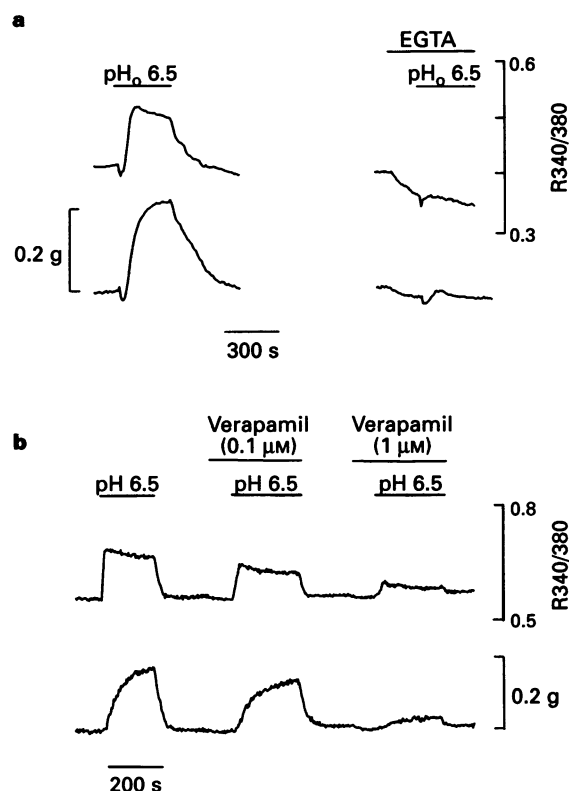 a
EGTA
pHₒ 6.5
pHₒ 6.5
0.6
R340/380
0.3
0.2 g
300 s
b
Verapamil
(0.1 µM)
Verapamil
(1 µM)
pH 6.5
pH 6.5
pH 6.5
0.8
R340/380
0.5
0.2 g
200 s